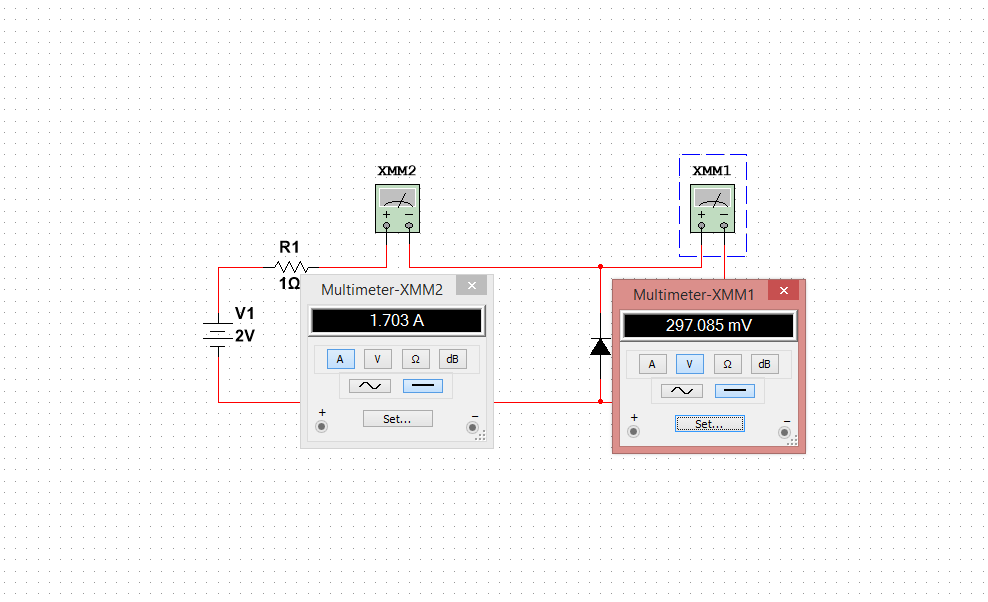 XMM2
XMM1
+ −
+ −
R1
1Ω
V1
2V
Multimeter-XMM2
1.703 A
A V Ω dB
Set...
+ −
Multimeter-XMM1
297.085 mV
A V Ω dB
Set...
+ −